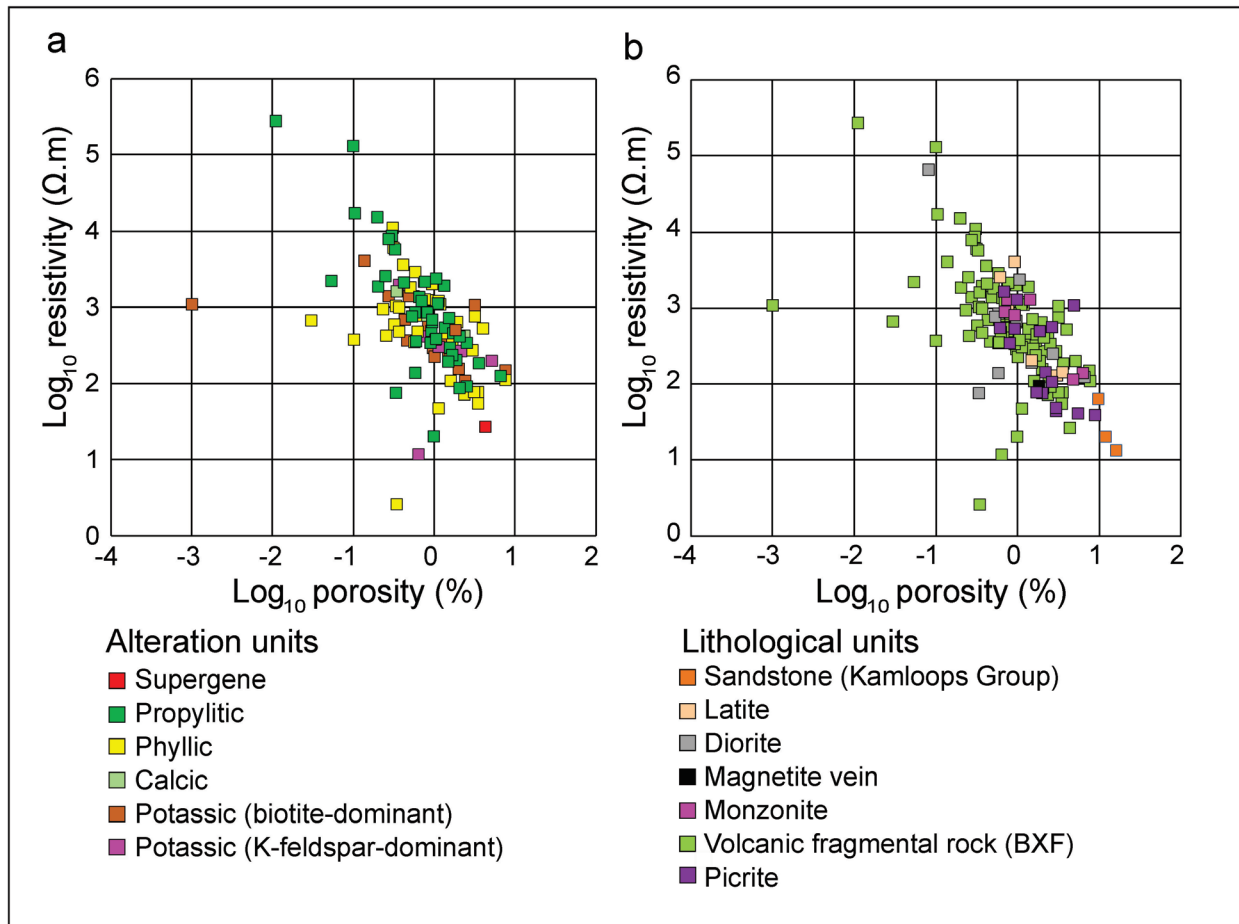 a
6
5
4
3
2
1
0
-4
-3
-2
-1
0
1
2
Log10 resistivity (Ω.m)
Log10 porosity (%)
Alteration units
Supergene
Propylitic
Phyllic
Calcic
Potassic (biotite-dominant)
Potassic (K-feldspar-dominant)
b
6
5
4
3
2
1
0
-4
-3
-2
-1
0
1
2
Log10 resistivity (Ω.m)
Log10 porosity (%)
Lithological units
Sandstone (Kamloops Group)
Latite
Diorite
Magnetite vein
Monzonite
Volcanic fragmental rock (BXF)
Picrite